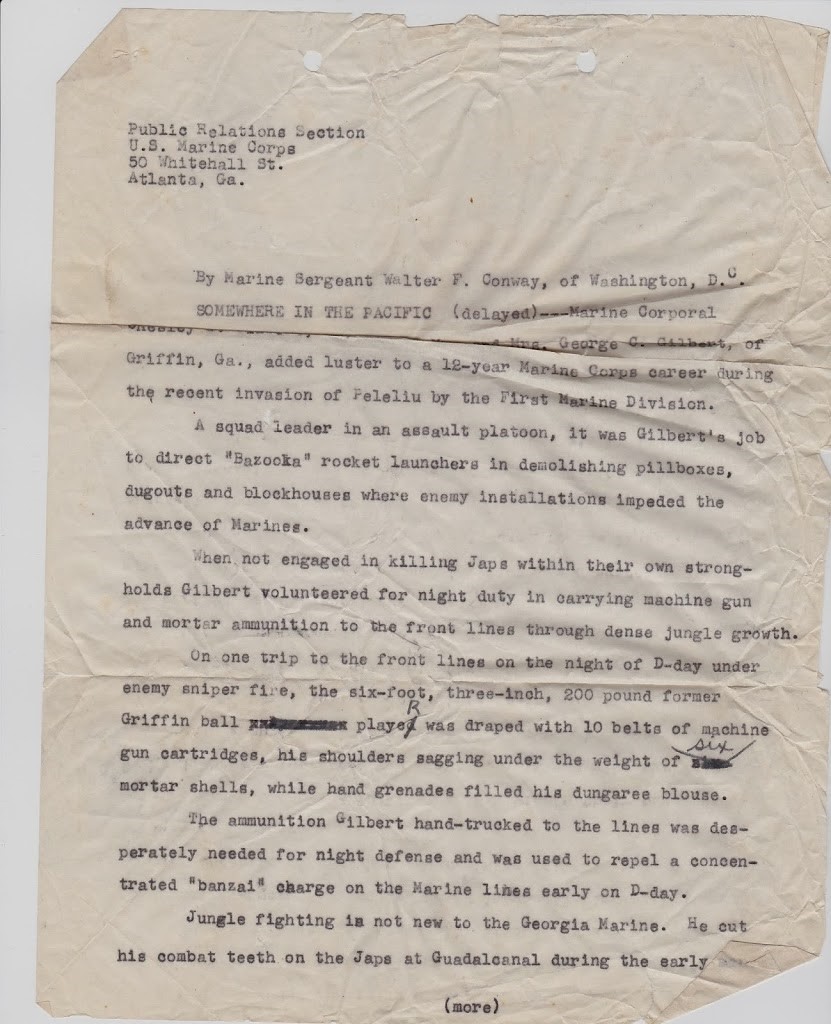 Public Relations Section
U.S. Marine Corps
50 Whitehall St.
Atlanta, Ga.
By Marine Sergeant Walter F. Conway, of Washington, D.C.
SOMEWHERE IN THE PACIFIC (delayed)---Marine Corporal
Mrs. George C. Gilbert, of
Griffin, Ga., added luster to a 12-year Marine Corps career during
the recent invasion of Peleliu by the First Marine Division.
A squad leader in an assault platoon, it was Gilbert's job
to direct "Bazooka" rocket launchers in demolishing pillboxes,
dugouts and blockhouses where enemy installations impeded the
advance of Marines.
When not engaged in killing Japs within their own strong-
holds Gilbert volunteered for night duty in carrying machine gun
and mortar ammunition to the front lines through dense jungle growth.
On one trip to the front lines on the night of D-day under
enemy sniper fire, the six-foot, three-inch, 200 pound former
Griffin ball playeR was draped with 10 belts of machine
gun cartridges, his shoulders sagging under the weight of six
mortar shells, while hand grenades filled his dungaree blouse.
The ammunition Gilbert hand-trucked to the lines was des-
perately needed for night defense and was used to repel a concen-
trated "banzai" charge on the Marine lines early on D-day.
Jungle fighting is not new to the Georgia Marine. He cut
his combat teeth on the Japs at Guadalcanal during the early
(more)